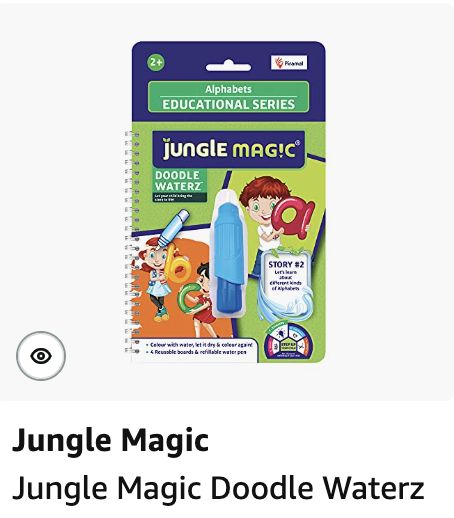 2+
Piramal
Alphabets
EDUCATIONAL SERIES
JUNGLE MAGIC®
DOODLE
WATERZ™
Let your child bring the
story to life!
a
b
c
STORY #2
Let's learn
about
different kinds
of Alphabets
• Colour with water, let it dry & colour again!
• 4 Reusable boards & refillable water pen
Jungle Magic
Jungle Magic Doodle Waterz